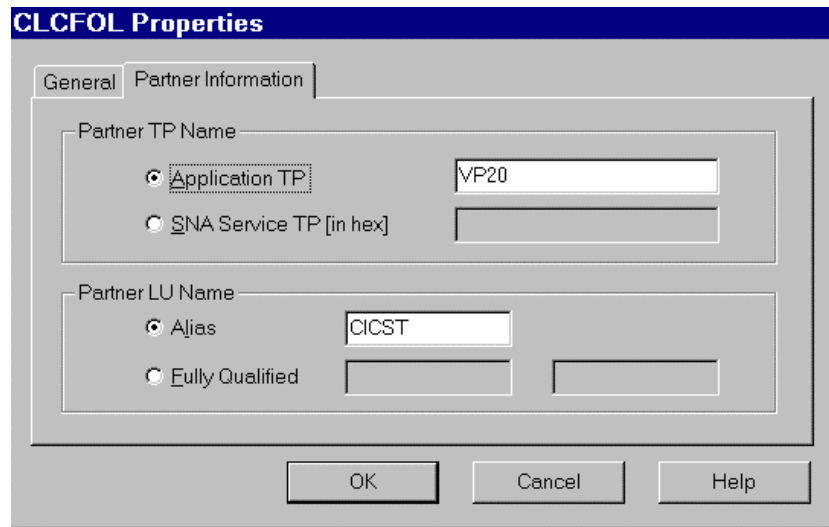 CLCFOL Properties
General Partner Information
Partner TP Name
Application TP VP20
SNA Service TP [in hex]
Partner LU Name
Alias CICST
Fully Qualified
OK Cancel Help